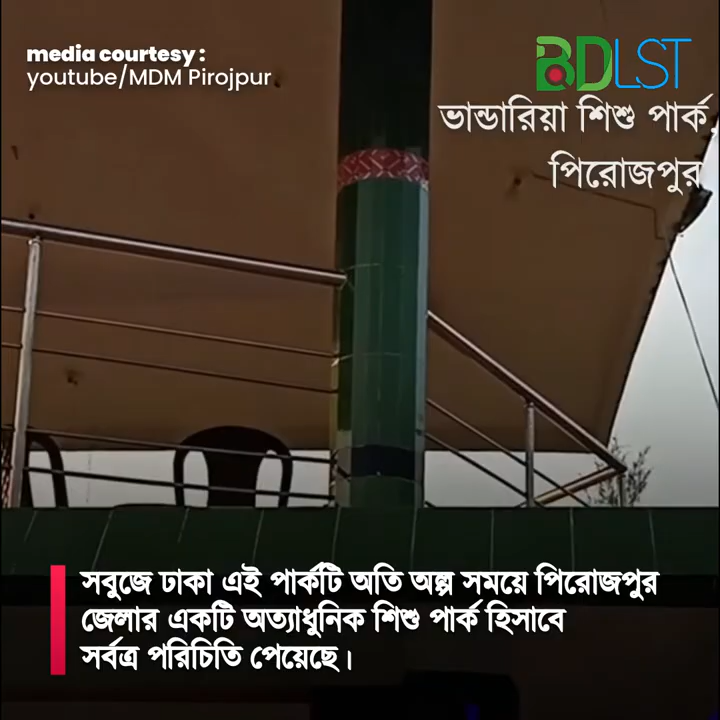 media courtesy :
youtube/MDM Pirojpur
BDLST
ভান্ডারিয়া শিশু পার্ক,
পিরোজপুর
সবুজে ঢাকা এই পার্কটি অতি অল্প সময়ে পিরোজপুর
জেলার একটি অত্যাধুনিক শিশু পার্ক হিসাবে
সর্বত্র পরিচিতি পেয়েছে।